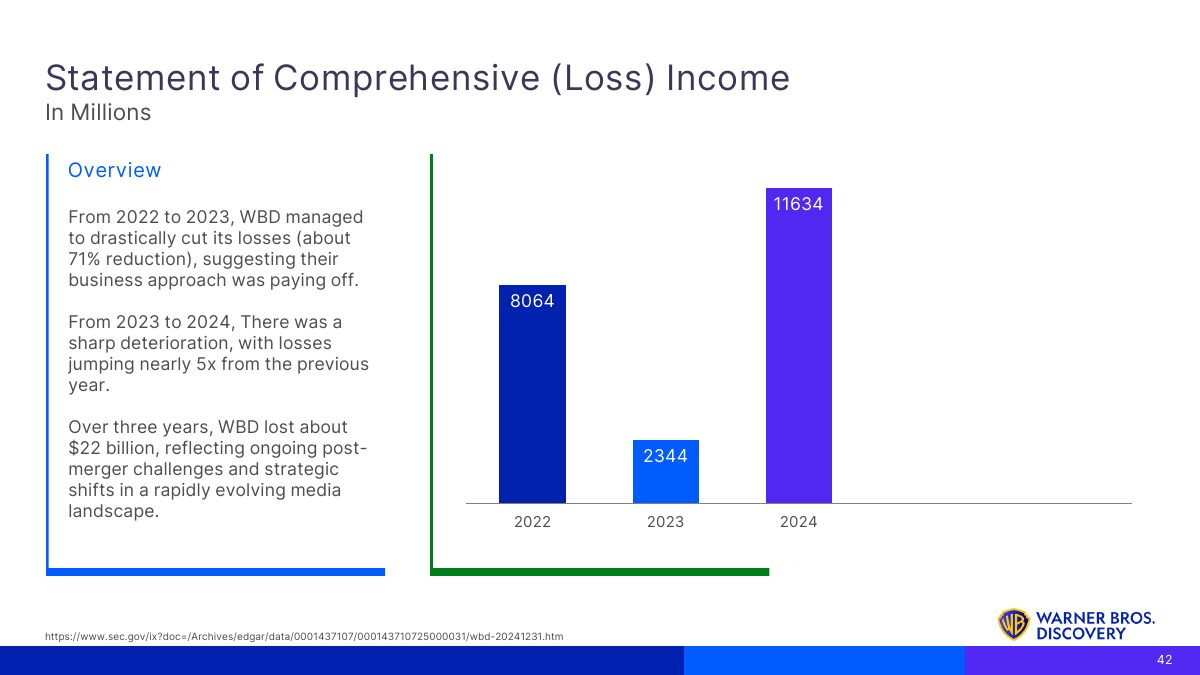 Statement of Comprehensive (Loss) Income
In Millions
Overview
From 2022 to 2023, WBD managed
to drastically cut its losses (about
71% reduction), suggesting their
business approach was paying off.
From 2023 to 2024, There was a
sharp deterioration, with losses
jumping nearly 5x from the previous
year.
Over three years, WBD lost about
$22 billion, reflecting ongoing post-
merger challenges and strategic
shifts in a rapidly evolving media
landscape.
8064
2344
11634
2022
2023
2024
https://www.sec.gov/ix?doc=/Archives/edgar/data/0001437107/000143710725000031/wbd-20241231.htm
WB
WARNER BROS.
DISCOVERY
42